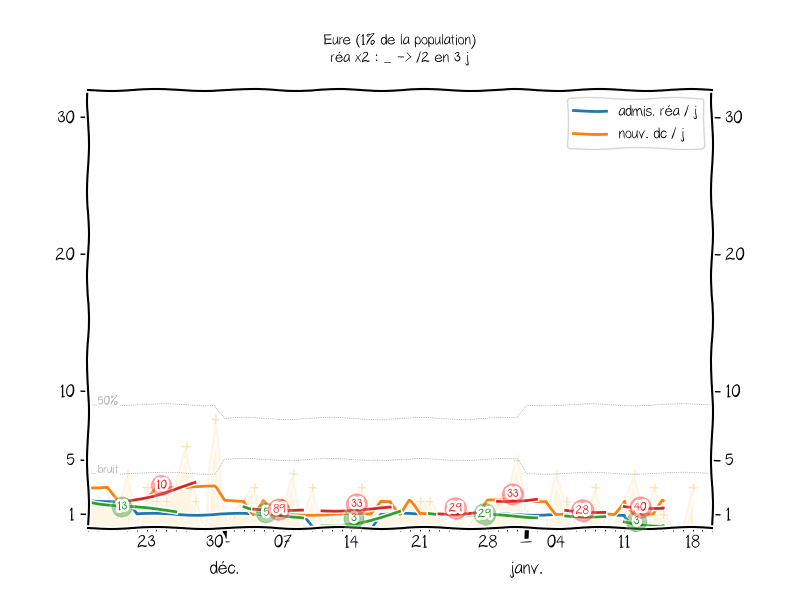 Eure (1% de la population)
réa x2 : _ -> /2 en 3 j
admis. réa / j
nouv. dc / j
30 30
20 20
10 10
50%
5 5
bruit
10
13
5 89
33
3
29
29
33
28
40
3
1 1
23 30 07 14 21 28 04 11 18
déc. janv.